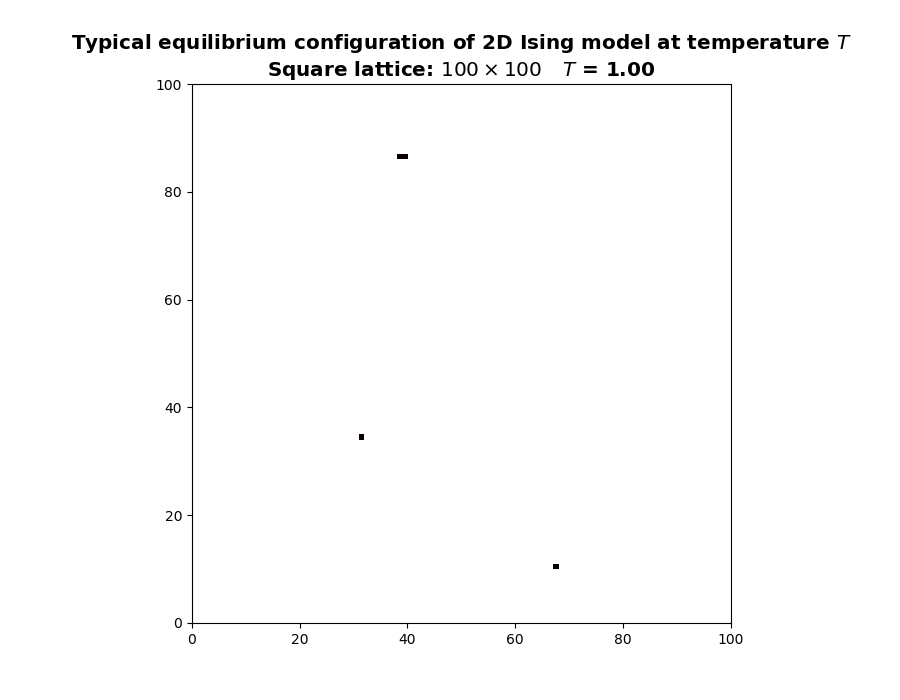 Typical equilibrium configuration of 2D Ising model at temperature T
Square lattice: 100 × 100 T = 1.00
100
80
60
40
20
0
0 20 40 60 80 100